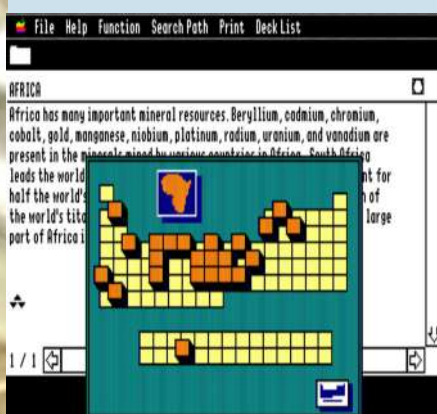 File Help Function Search Path Print Deck List
AFRICA
Africa has many important mineral resources. Beryllium, cadmium, chromium,
cobalt, gold, manganese, niobium, platinum, radium, uranium, and vanadium are
present in the minerals mined by various countries in Africa. South Africa
leads the world nt for
half the world's n of
the world's tita large
part of Africa i
1 / 1